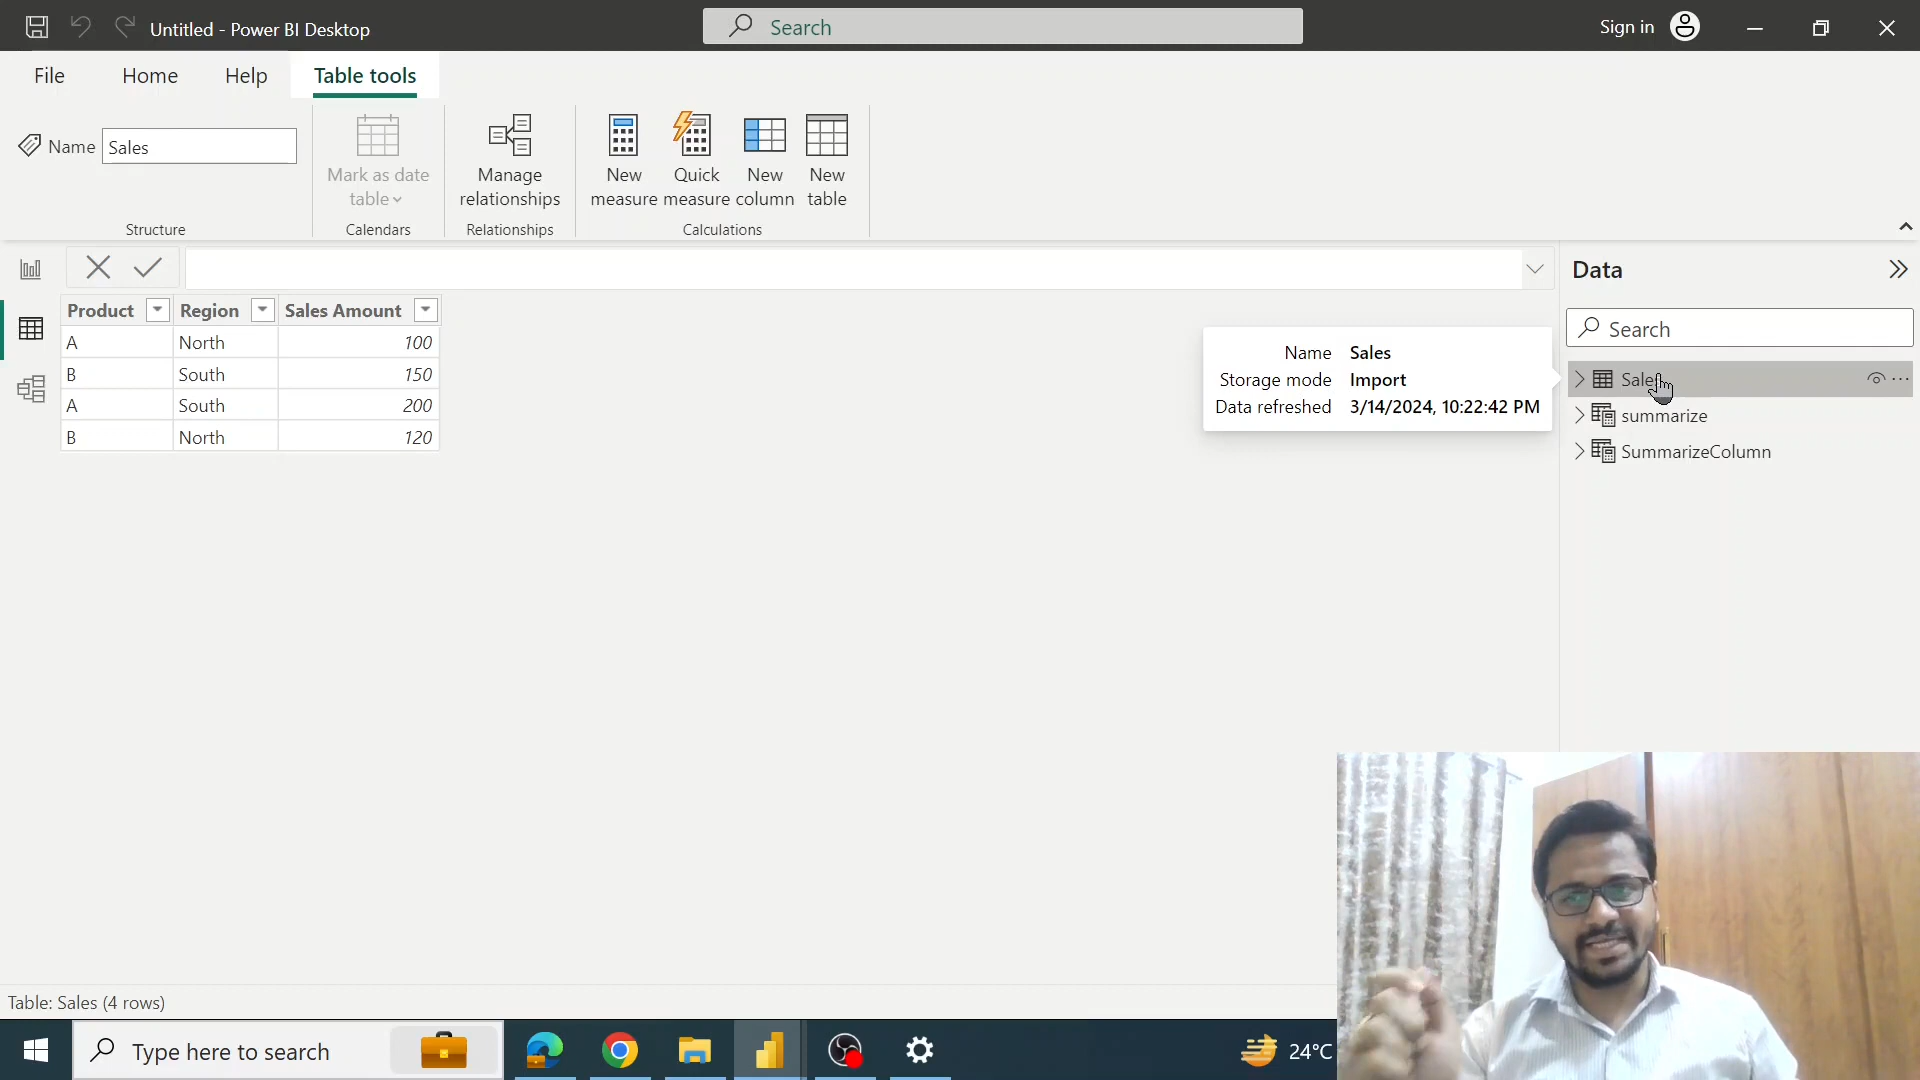 Untitled - Power BI Desktop
Search
Sign in
File
Home
Help
Table tools
Name
Sales
Structure
Mark as date
table
Calendars
Manage
relationships
Relationships
New
measure
Quick
measure
New
column
New
table
Calculations
Product
Region
Sales Amount
A North 100
B South 150
A South 200
B North 120
Name Sales
Storage mode Import
Data refreshed 3/14/2024, 10:22:42 PM
Data
Search
Sales
summarize
SummarizeColumn
Table: Sales (4 rows)
Type here to search
24°C